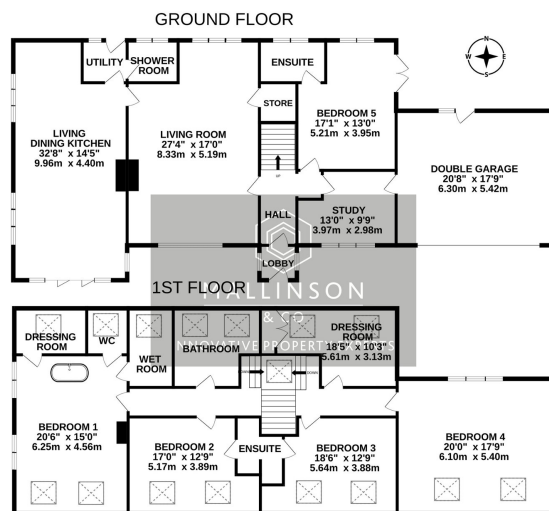 GROUND FLOOR
N
W E
S
UTILITY
SHOWER
ROOM
ENSUITE
STORE
BEDROOM 5
17'1" x 13'0"
5.21m x 3.95m
LIVING
DINING KITCHEN
32'8" x 14'5"
9.96m x 4.40m
LIVING ROOM
27'4" x 17'0"
8.33m x 5.19m
UP
DOUBLE GARAGE
20'8" x 17'9"
6.30m x 5.42m
HALL
STUDY
13'0" x 9'9"
3.97m x 2.98m
LOBBY
1ST FLOOR
MALLINSON
& CO
DRESSING
ROOM
WC
WET
ROOM
BATHROOM
DRESSING
ROOM
18'5" x 10'3"
5.61m x 3.13m
DOWN
DOWN
BEDROOM 1
20'6" x 15'0"
6.25m x 4.56m
BEDROOM 2
17'0" x 12'9"
5.17m x 3.89m
ENSUITE
BEDROOM 3
18'6" x 12'9"
5.64m x 3.88m
BEDROOM 4
20'0" x 17'9"
6.10m x 5.40m